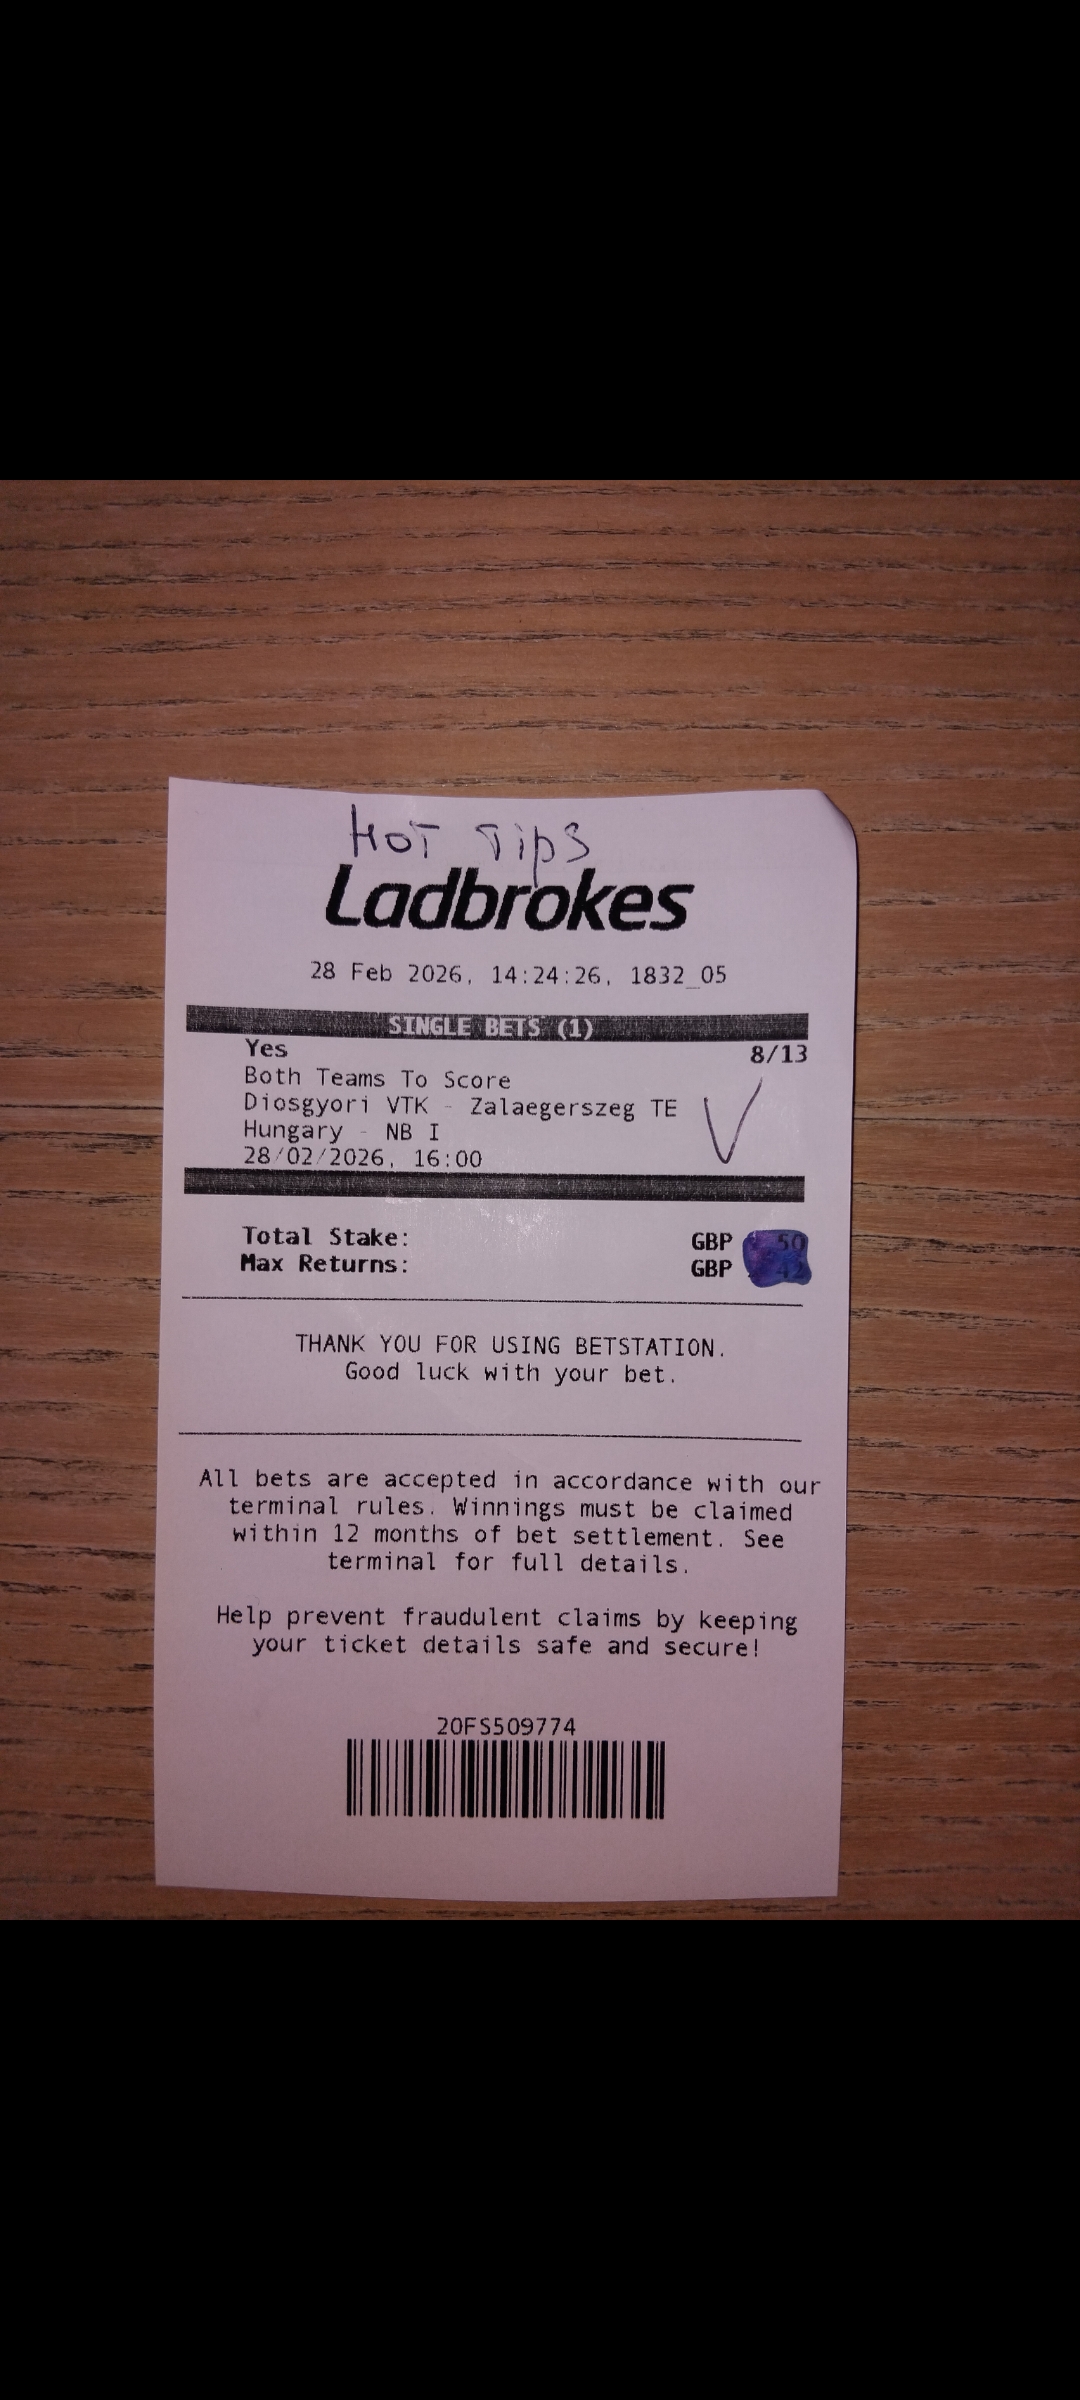 HOT TipS
Ladbrokes
28 Feb 2026, 14:24:26, 1832_05
SINGLE BETS (1)
Yes 8/13
Both Teams To Score
Diosgyori VTK - Zalaegerszeg TE
Hungary - NB I
28/02/2026, 16:00
Total Stake: GBP
Max Returns: GBP
THANK YOU FOR USING BETSTATION.
Good luck with your bet.
All bets are accepted in accordance with our
terminal rules. Winnings must be claimed
within 12 months of bet settlement. See
terminal for full details.
Help prevent fraudulent claims by keeping
your ticket details safe and secure!
20FS509774